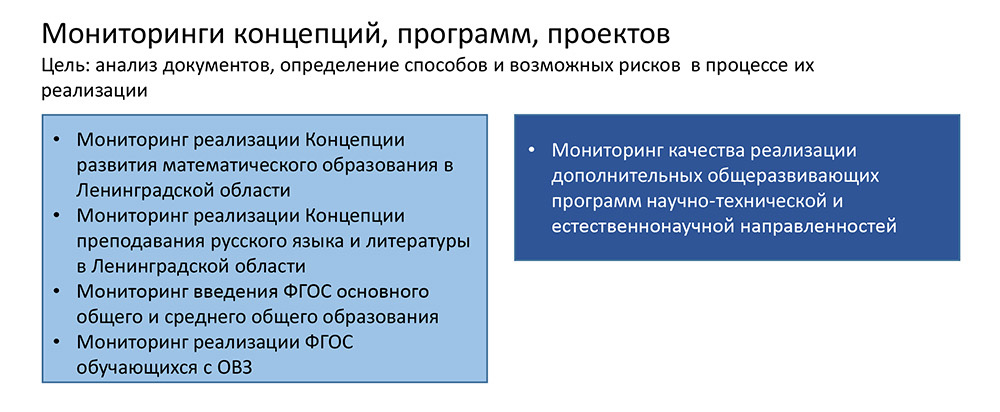 Мониторинги концепций, программ, проектов
Цель: анализ документов, определение способов и возможных рисков в процессе их
реализации
• Мониторинг реализации Концепции
развития математического образования в
Ленинградской области
• Мониторинг реализации Концепции
преподавания русского языка и литературы
в Ленинградской области
• Мониторинг введения ФГОС основного
общего и среднего общего образования
• Мониторинг реализации ФГОС
обучающихся с ОВЗ
• Мониторинг качества реализации
дополнительных общеразвивающих
программ научно-технической и
естественнонаучной направленностей